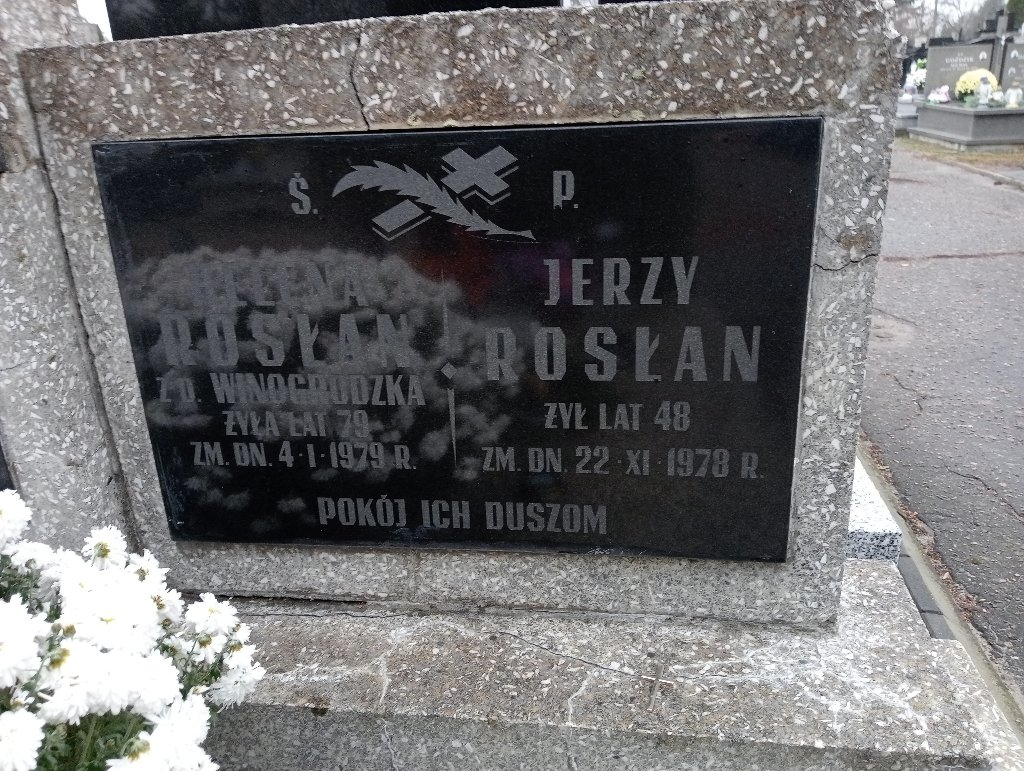 Ś. P.
HELENA
ROSŁAN
Z D. WINOGRODZKA
ŻYŁA LAT 79
ZM. DN. 4·I·1979 R.
JERZY
ROSŁAN
ŻYŁ LAT 48
ZM. DN. 22·XI·1978 R.
POKÓJ ICH DUSZOM